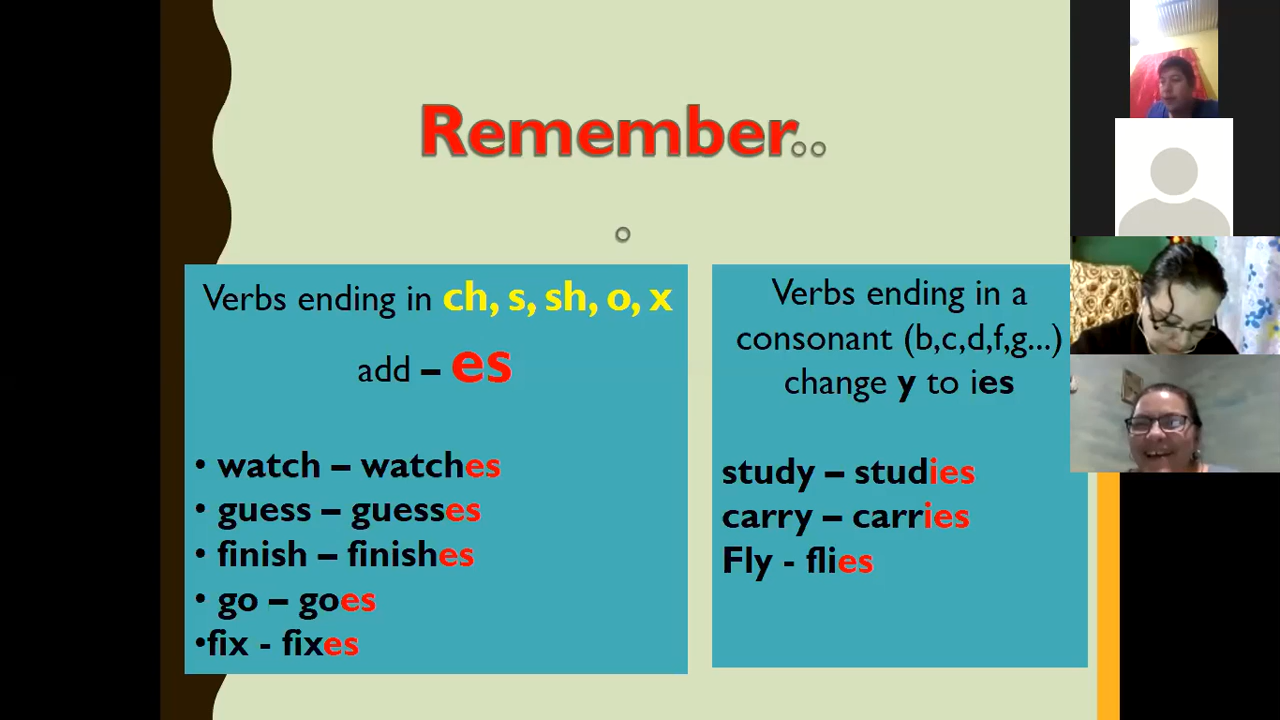 Remember...
Verbs ending in ch, s, sh, o, x
add – es
• watch – watches
• guess – guesses
• finish – finishes
• go – goes
•fix - fixes
Verbs ending in a
consonant (b,c,d,f,g...)
change y to ies
study – studies
carry – carries
Fly - flies